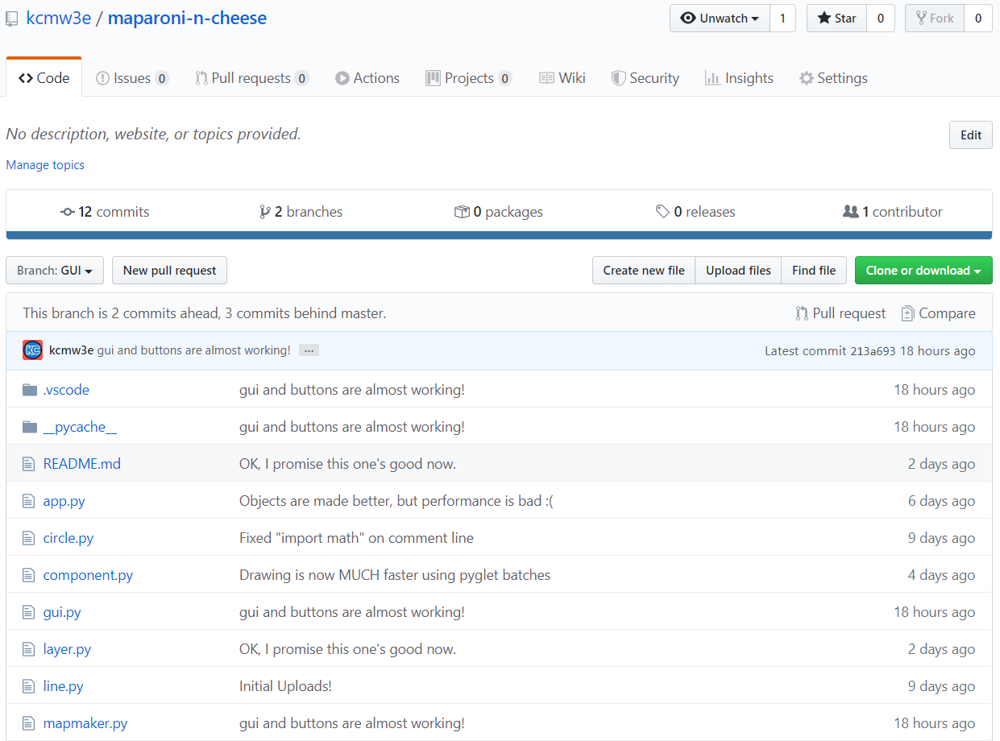 kcmw3e / maparoni-n-cheese
Unwatch 1 Star 0 Fork 0
Code Issues 0 Pull requests 0 Actions Projects 0 Wiki Security Insights Settings
No description, website, or topics provided.
Edit
Manage topics
12 commits 2 branches 0 packages 0 releases 1 contributor
Branch: GUI New pull request Create new file Upload files Find file Clone or download
This branch is 2 commits ahead, 3 commits behind master. Pull request Compare
KC kcmw3e gui and buttons are almost working! ... Latest commit 213a693 18 hours ago
.vscode gui and buttons are almost working! 18 hours ago
__pycache__ gui and buttons are almost working! 18 hours ago
README.md OK, I promise this one's good now. 2 days ago
app.py Objects are made better, but performance is bad :( 6 days ago
circle.py Fixed "import math" on comment line 9 days ago
component.py Drawing is now MUCH faster using pyglet batches 4 days ago
gui.py gui and buttons are almost working! 18 hours ago
layer.py OK, I promise this one's good now. 2 days ago
line.py Initial Uploads! 9 days ago
mapmaker.py gui and buttons are almost working! 18 hours ago